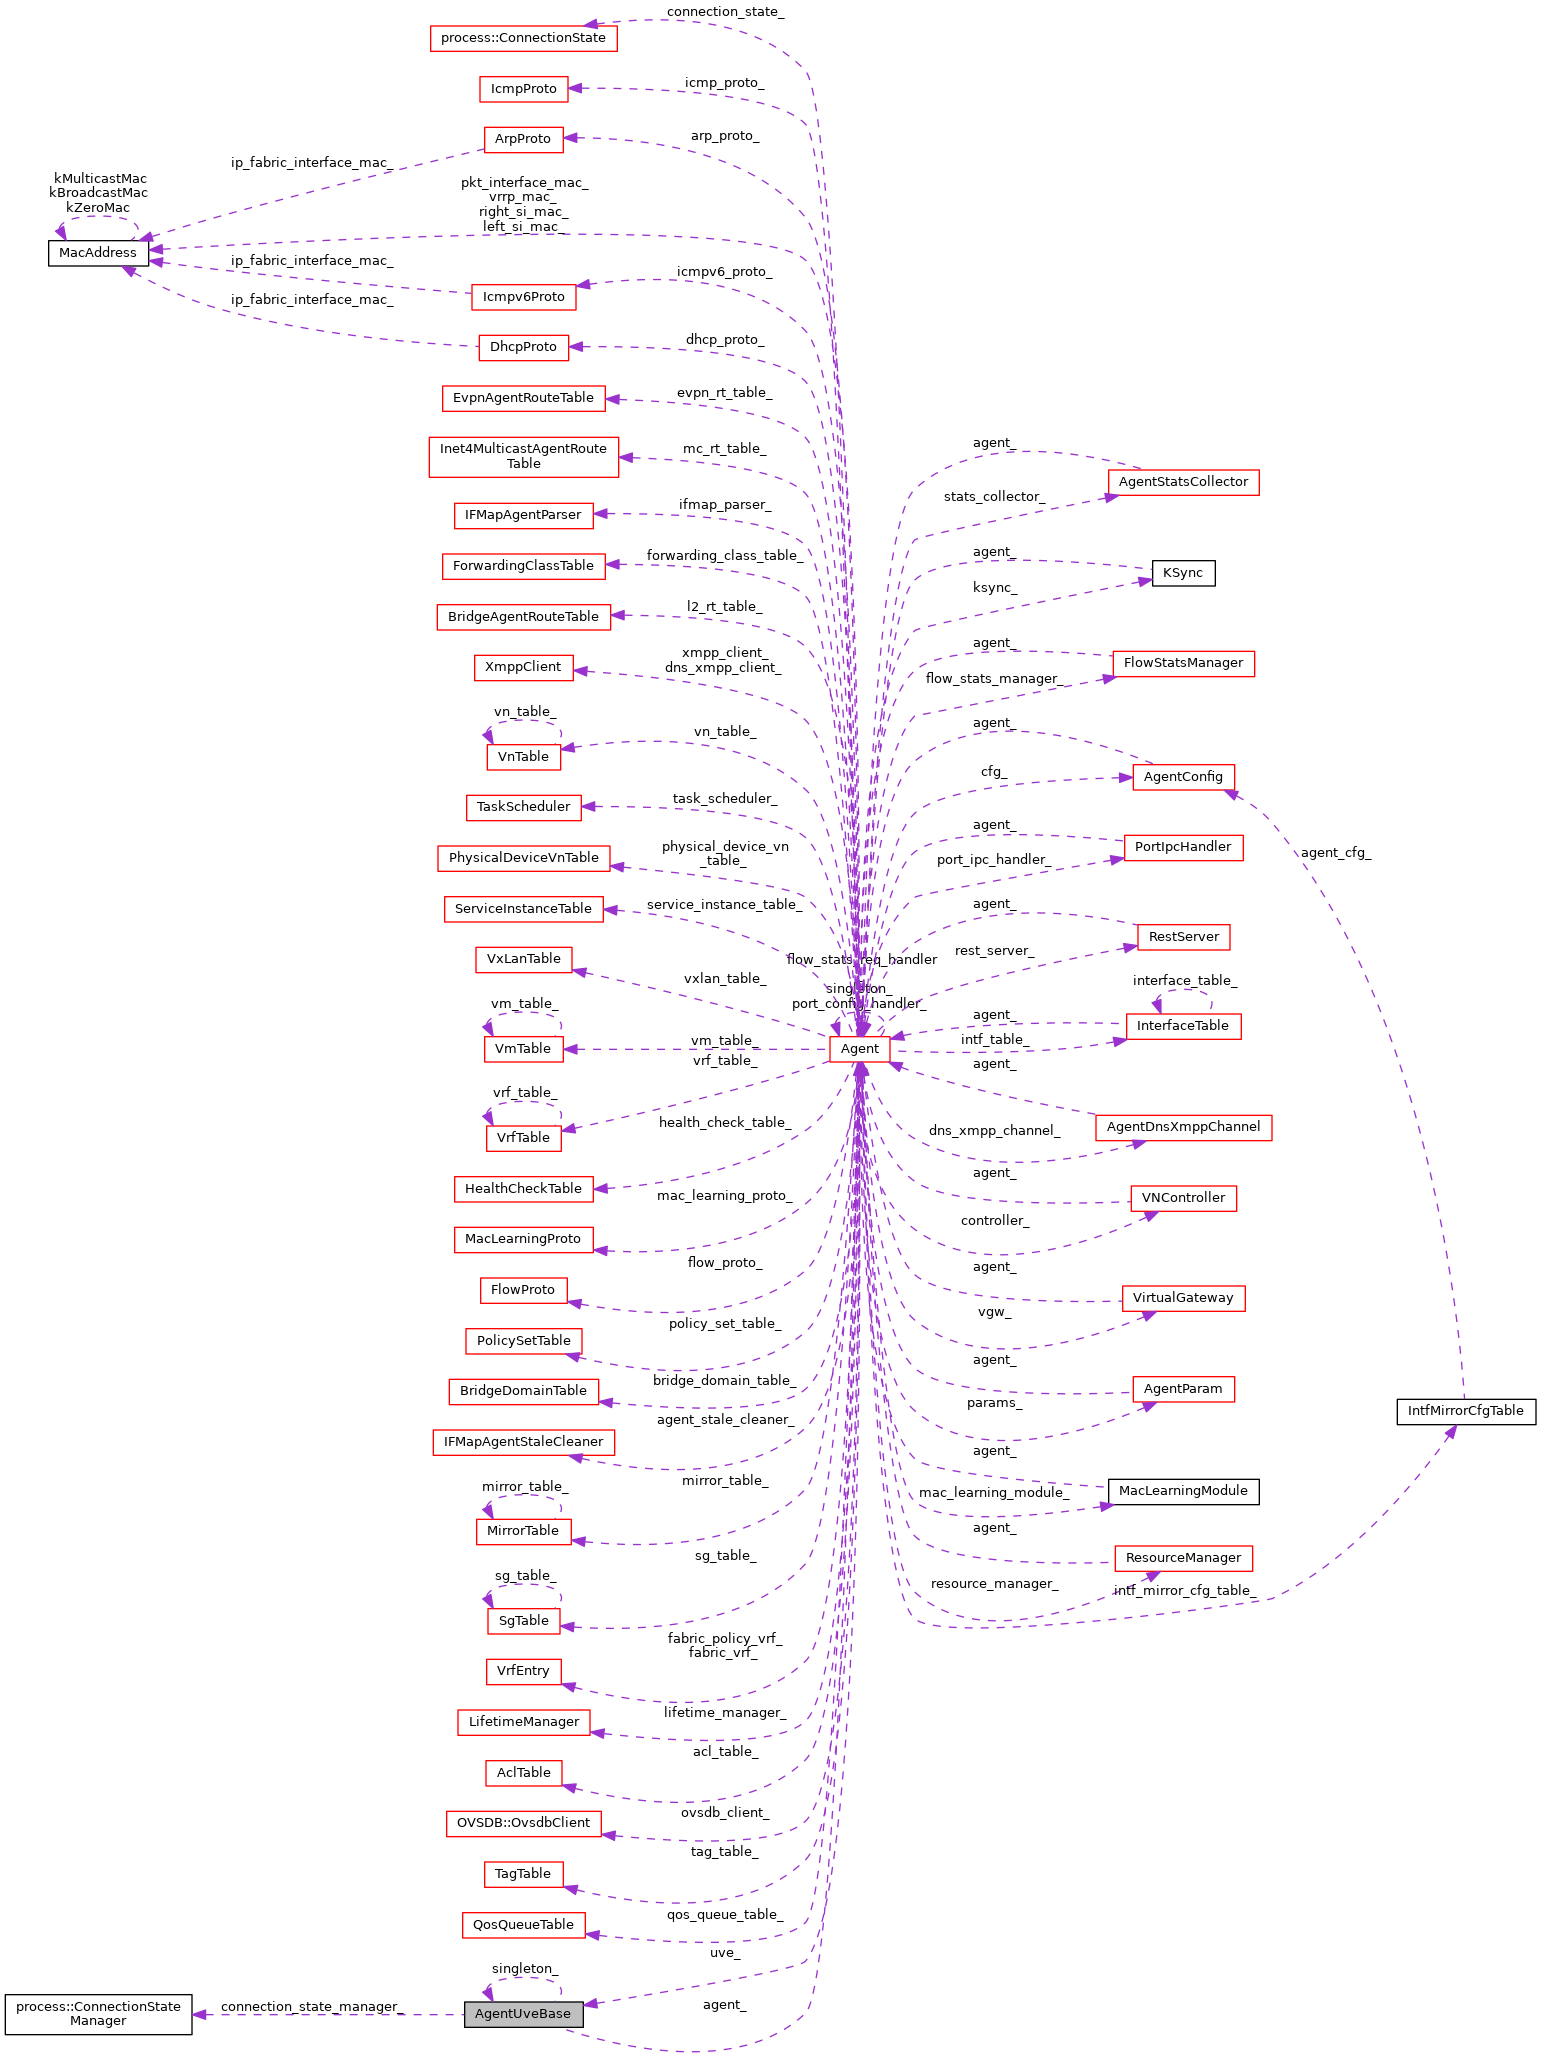 connection_state_
process::ConnectionState
icmp_proto_
IcmpProto
arp_proto_
ArpProto
ip_fabric_interface_mac_
kMulticastMac
kBroadcastMac
kZeroMac
pkt_interface_mac_
vrrp_mac_
right_si_mac_
left_si_mac_
MacAddress
ip_fabric_interface_mac_
icmpv6_proto_
Icmpv6Proto
ip_fabric_interface_mac_
dhcp_proto_
DhcpProto
evpn_rt_table_
EvpnAgentRouteTable
mc_rt_table_
Inet4MulticastAgentRoute
Table
agent_
AgentStatsCollector
stats_collector_
ifmap_parser_
IFMapAgentParser
forwarding_class_table_
ForwardingClassTable
agent_
KSync
ksync_
l2_rt_table_
BridgeAgentRouteTable
agent_
FlowStatsManager
flow_stats_manager_
xmpp_client_
dns_xmpp_client_
XmppClient
vn_table_
vn_table_
VnTable
agent_
cfg_
AgentConfig
task_scheduler_
TaskScheduler
agent_
PortIpcHandler
port_ipc_handler_
agent_cfg_
physical_device_vn
_table_
PhysicalDeviceVnTable
service_instance_table_
ServiceInstanceTable
agent_
RestServer
rest_server_
flow_stats_req_handler
VxLanTable
vxlan_table_
singleton_
port_config_handler_
interface_table_
InterfaceTable
agent_
intf_table_
vm_table_
VmTable
vm_table_
Agent
vrf_table_
agent_
vrf_table_
VrfTable
health_check_table_
dns_xmpp_channel_
AgentDnsXmppChannel
HealthCheckTable
mac_learning_proto_
agent_
VNController
controller_
MacLearningProto
flow_proto_
FlowProto
agent_
VirtualGateway
vgw_
policy_set_table_
PolicySetTable
bridge_domain_table_
BridgeDomainTable
agent_
AgentParam
params_
IntfMirrorCfgTable
agent_stale_cleaner_
IFMapAgentStaleCleaner
agent_
mirror_table_
mirror_table_
MirrorTable
mac_learning_module_
MacLearningModule
agent_
ResourceManager
resource_manager_
intf_mirror_cfg_table_
sg_table_
sg_table_
SgTable
fabric_policy_vrf_
fabric_vrf_
VrfEntry
lifetime_manager_
LifetimeManager
acl_table_
AclTable
ovsdb_client_
OVSDB::OvsdbClient
tag_table_
TagTable
qos_queue_table_
QosQueueTable
uve_
singleton_
process::ConnectionState
Manager
connection_state_manager_
AgentUveBase
agent_